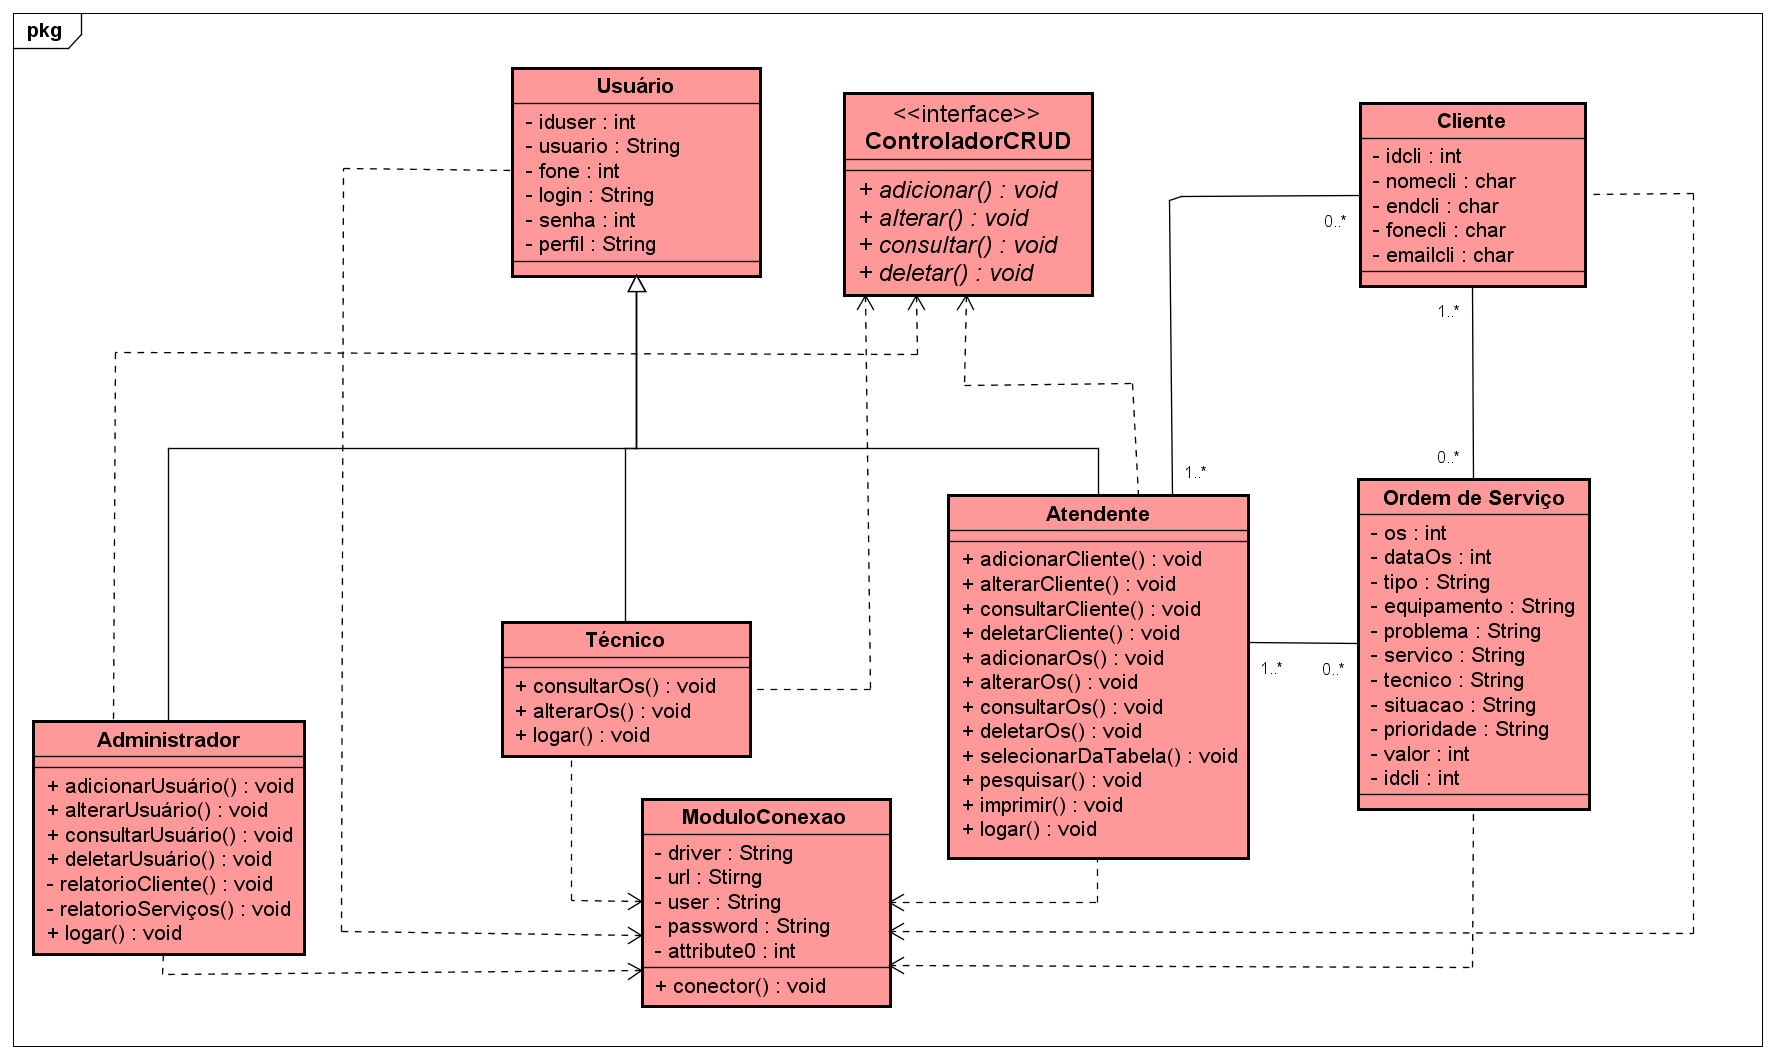 pkg
Usuário
- iduser : int
- usuario : String
- fone : int
- login : String
- senha : int
- perfil : String
<<interface>>
ControladorCRUD
+ adicionar() : void
+ alterar() : void
+ consultar() : void
+ deletar() : void
Cliente
- idcli : int
- nomecli : char
- endcli : char
- fonecli : char
- emailcli : char
0..*
1..*
1..*
0..*
Atendente
+ adicionarCliente() : void
+ alterarCliente() : void
+ consultarCliente() : void
+ deletarCliente() : void
+ adicionarOs() : void
+ alterarOs() : void
+ consultarOs() : void
+ deletarOs() : void
+ selecionarDaTabela() : void
+ pesquisar() : void
+ imprimir() : void
+ logar() : void
1..*
0..*
Ordem de Serviço
- os : int
- dataOs : int
- tipo : String
- equipamento : String
- problema : String
- servico : String
- tecnico : String
- situacao : String
- prioridade : String
- valor : int
- idcli : int
Técnico
+ consultarOs() : void
+ alterarOs() : void
+ logar() : void
Administrador
+ adicionarUsuário() : void
+ alterarUsuário() : void
+ consultarUsuário() : void
+ deletarUsuário() : void
- relatorioCliente() : void
- relatorioServiços() : void
+ logar() : void
ModuloConexao
- driver : String
- url : Stirng
- user : String
- password : String
- attribute0 : int
+ conector() : void